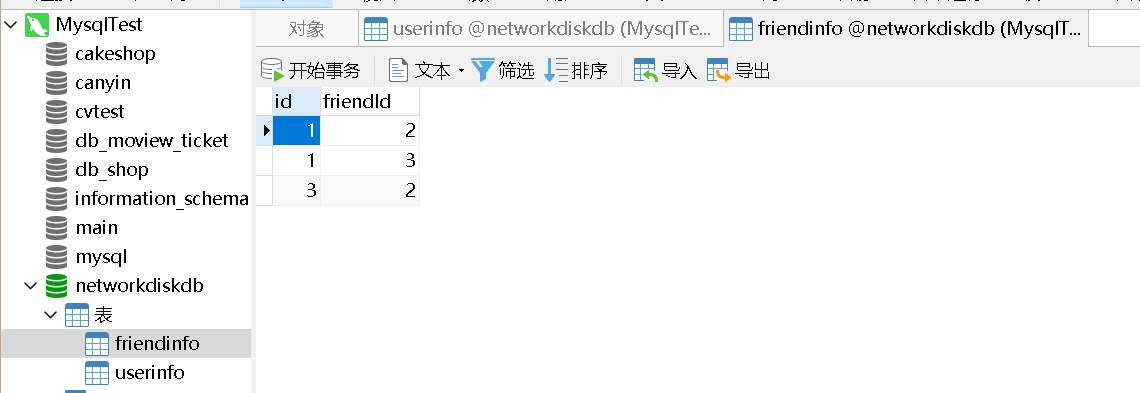 MysqlTest
cakeshop
canyin
cvtest
db_moview_ticket
db_shop
information_schema
main
mysql
networkdiskdb
表
friendinfo
userinfo
对象 userinfo @networkdiskdb (MysqlTe... friendinfo @networkdiskdb (MysqlT...
开始事务 文本 筛选 排序 导入 导出
id friendId
1 2
1 3
3 2